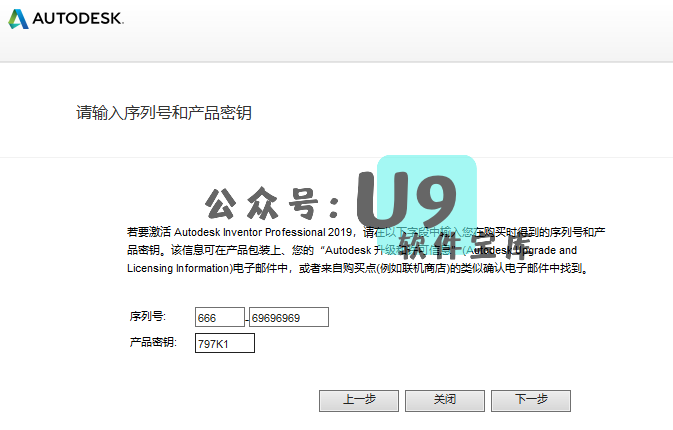 AUTODESK.
请输入序列号和产品密钥
公众号:U9
软件宝库
若要激活 Autodesk Inventor Professional 2019，请在以下字段中输入您在购买时得到的序列号和产
品密钥。该信息可在产品包装上、您的“Autodesk 升级和许可信息”(Autodesk Upgrade and
Licensing Information)电子邮件中，或者来自购买点(例如联机商店)的类似确认电子邮件中找到。
序列号: 666 - 69696969
产品密钥: 797K1
上一步 关闭 下一步